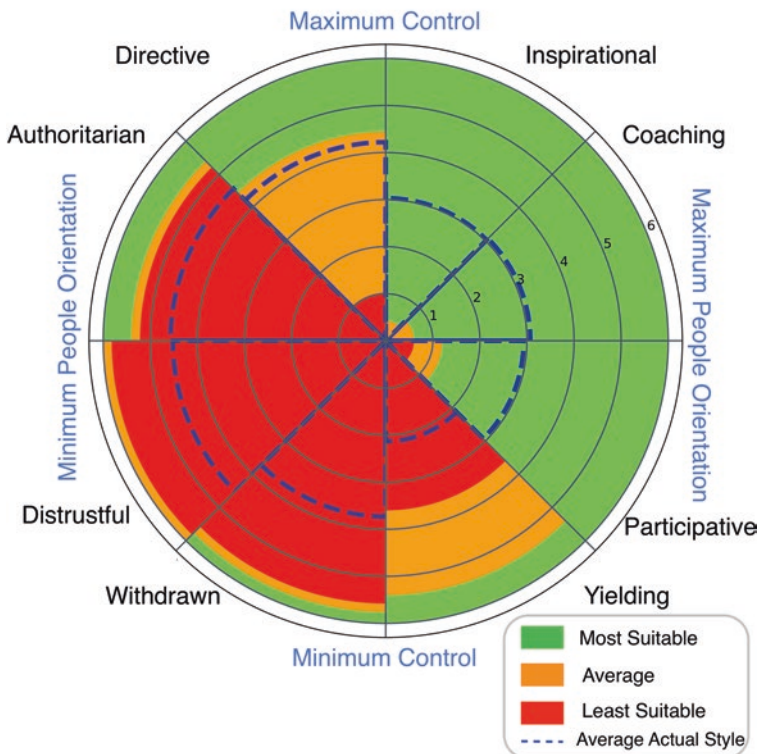 Maximum Control
Directive
Inspirational
Authoritarian
Coaching
Minimum People Orientation
Maximum People Orientation
1
2
3
4
5
6
Distrustful
Participative
Withdrawn
Yielding
Minimum Control
Most Suitable
Average
Least Suitable
Average Actual Style